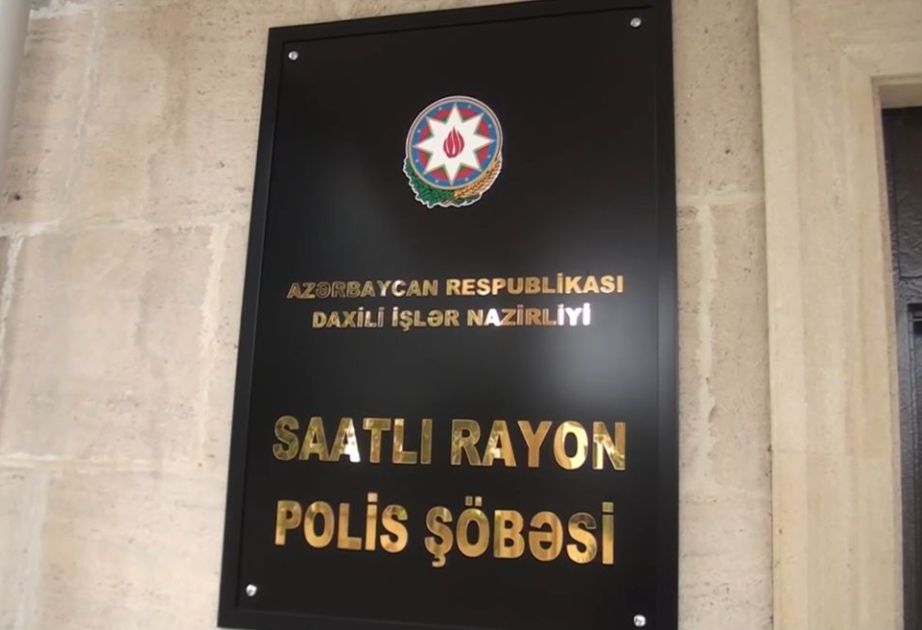 AZƏRBAYCAN RESPUBLİKASI
DAXİLİ İŞLƏR NAZİRLİYİ
SAATLI RAYON
POLİS ŞÖBƏSİ